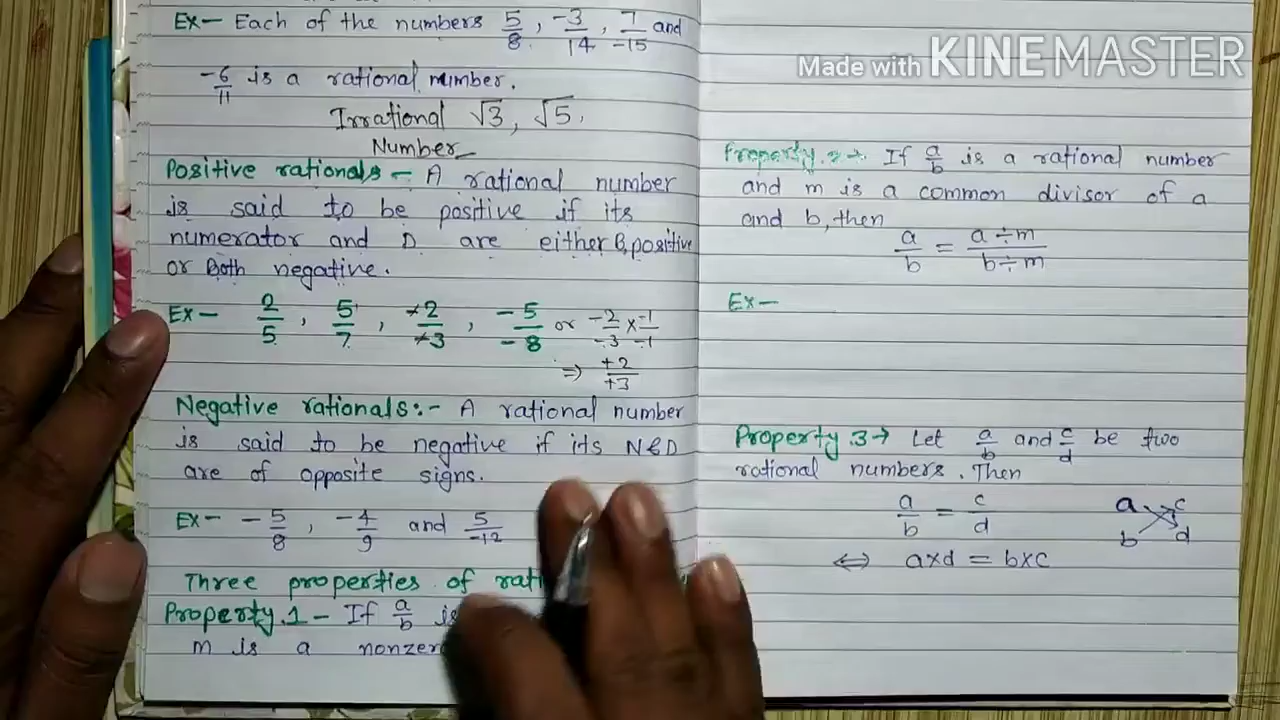 Ex- Each of the numbers 5/8, -3/14, 7/-15 and
-6/11 is a rational number.
Irrational √3, √5,
Number
Positive rationals - A rational number
is said to be positive if its
numerator and D are either B, positive
or Both negative.
Ex- 2/5, 5/7, -2/-3, -5/-8 or -2/-3 x -1/-1
⇒ +2/+3
Negative rationals:- A rational number
is said to be negative if its N&D
are of opposite signs.
Ex- -5/8, -4/9 and 5/-12
Three properties of
Property.1 - If a/b is
m is a
Made with KINEMASTER
Property.2 → If a/b is a rational number
and m is a common divisor of a
and b, then
a/b = a÷m/b÷m
Ex-
Property.3 → Let a/b and c/d be two
rational numbers. Then
a/b = c/d
a c
b d
⇔ axd = bxc